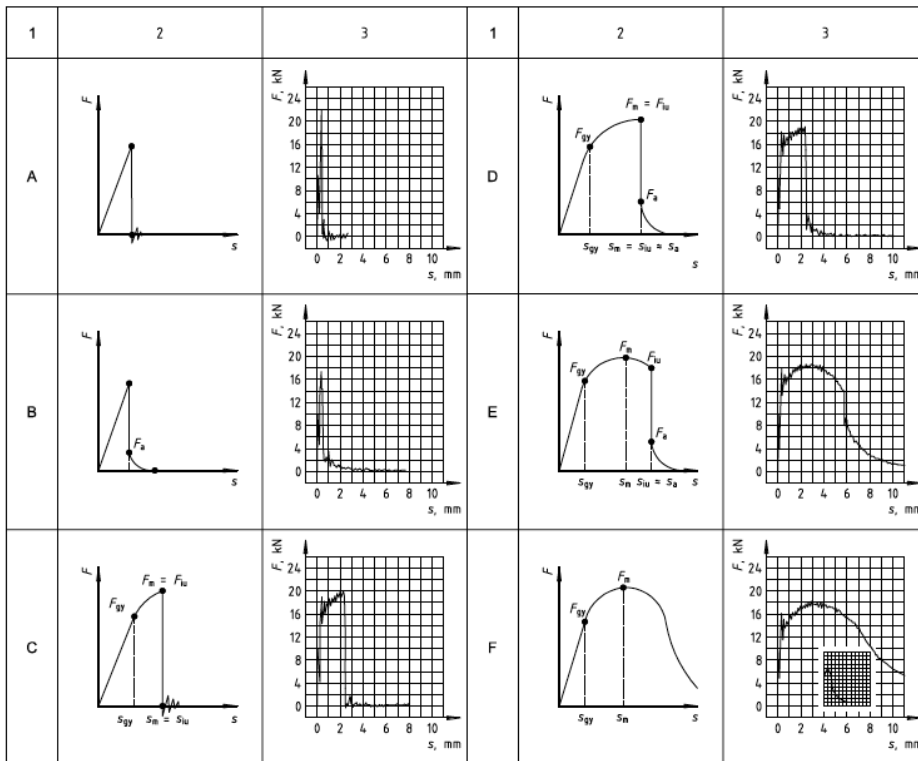 1 2 3 1 2 3
A
F
s
F, kN
24
20
16
12
8
4
0
0 2 4 6 8 10
s, mm
D
F
Fm = Fiu
Fgy
Fa
sgy sm = siu ≈ sa
s
F, kN
24
20
16
12
8
4
0
0 2 4 6 8 10
s, mm
B
F
Fa
s
F, kN
24
20
16
12
8
4
0
0 2 4 6 8 10
s, mm
E
F
Fm
Fiu
Fgy
Fa
sgy sm siu ≈ sa s
F, kN
24
20
16
12
8
4
0
0 2 4 6 8 10
s, mm
C
F
Fm = Fiu
Fgy
sgy sm = siu s
F, kN
24
20
16
12
8
4
0
0 2 4 6 8 10
s, mm
F
F
Fm
Fgy
sgy sm s
F, kN
24
20
16
12
8
4
0
0 2 4 6 8 10
s, mm